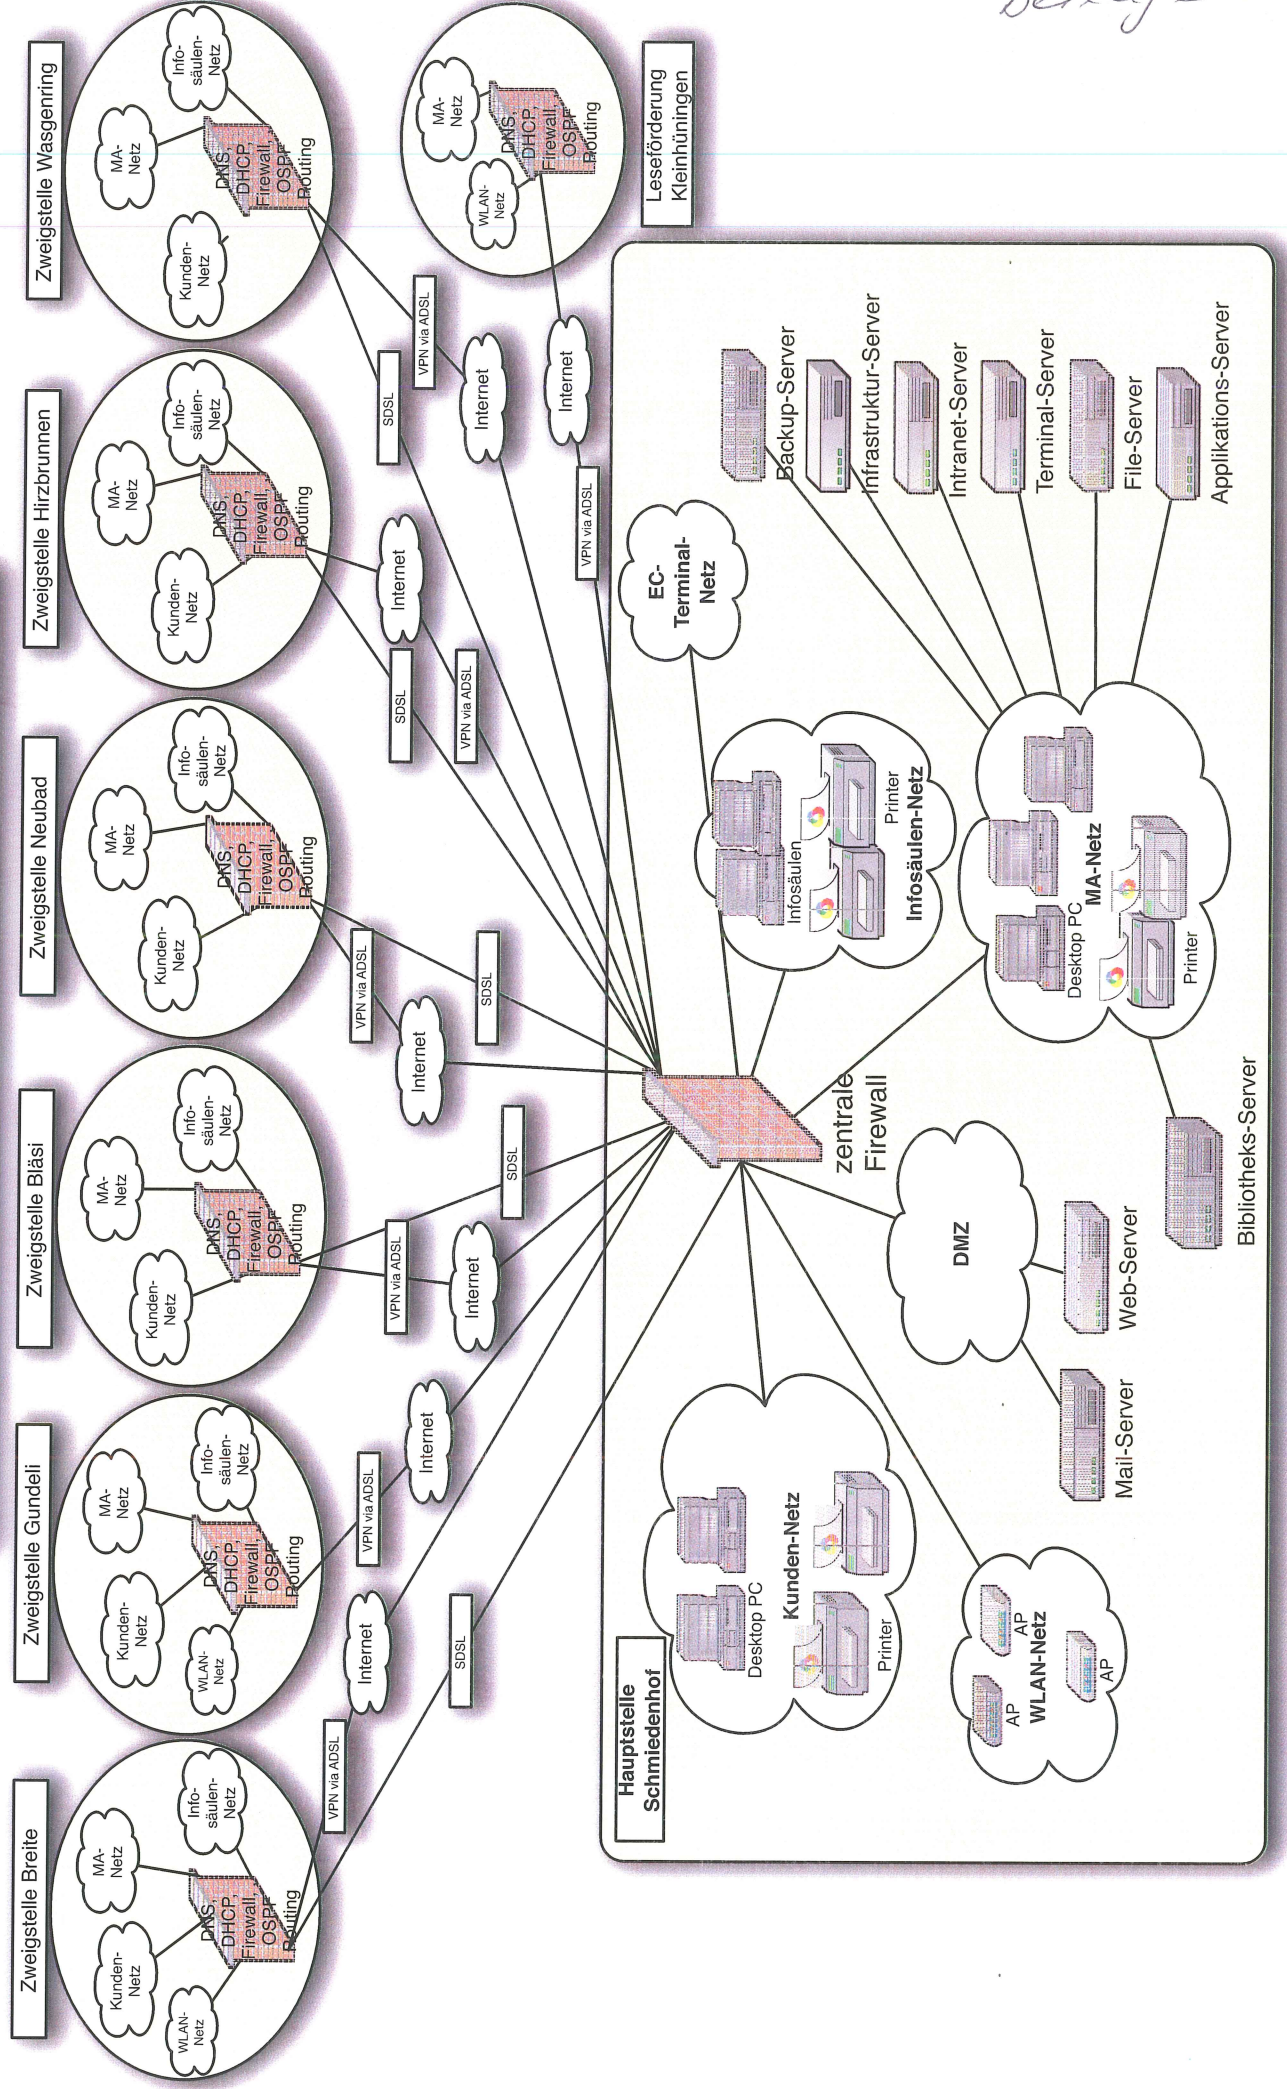 Zweigstelle Breite
Kunden-
Netz
MA-
Netz
Info-
säulen-
Netz
WLAN-
Netz
DNS,
DHCP,
Firewall,
OSPF
Routing
Zweigstelle Gundeli
Kunden-
Netz
MA-
Netz
Info-
säulen-
Netz
WLAN-
Netz
DNS,
DHCP,
Firewall,
OSPF
Routing
Zweigstelle Bläsi
Kunden-
Netz
MA-
Netz
Info-
säulen-
Netz
DNS,
DHCP,
Firewall,
OSPF
Routing
Zweigstelle Neubad
Kunden-
Netz
MA-
Netz
Info-
säulen-
Netz
DNS,
DHCP,
Firewall,
OSPF
Routing
Zweigstelle Hirzbrunnen
Kunden-
Netz
MA-
Netz
Info-
säulen-
Netz
DNS,
DHCP,
Firewall,
OSPF
Routing
Zweigstelle Wasgenring
Kunden-
Netz
MA-
Netz
Info-
säulen-
Netz
DNS,
DHCP,
Firewall,
OSPF
Routing
VPN via ADSL
Internet
SDSL
VPN via ADSL
Internet
VPN via ADSL
Internet
SDSL
VPN via ADSL
Internet
SDSL
SDSL
Internet
VPN via ADSL
SDSL
VPN via ADSL
Internet
WLAN-
Netz
MA-
Netz
DNS,
DHCP,
Firewall,
OSPF
Routing
Internet
VPN via ADSL
Leseförderung
Kleinhüningen
Hauptstelle
Schmiedenhof
Desktop PC
Kunden-Netz
Printer
AP
AP
WLAN-Netz
AP
zentrale
Firewall
DMZ
Mail-Server
Web-Server
EC-
Terminal-
Netz
Infosäulen
Printer
Infosäulen-Netz
Desktop PC
MA-Netz
Printer
Bibliotheks-Server
Backup-Server
Infrastruktur-Server
Intranet-Server
Terminal-Server
File-Server
Applikations-Server